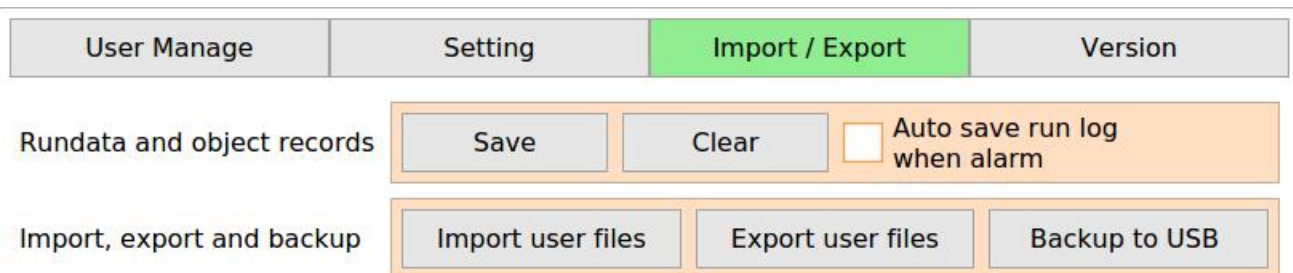 User Manage Setting Import / Export Version
Rundata and object records Save Clear Auto save run log
when alarm
Import, export and backup Import user files Export user files Backup to USB